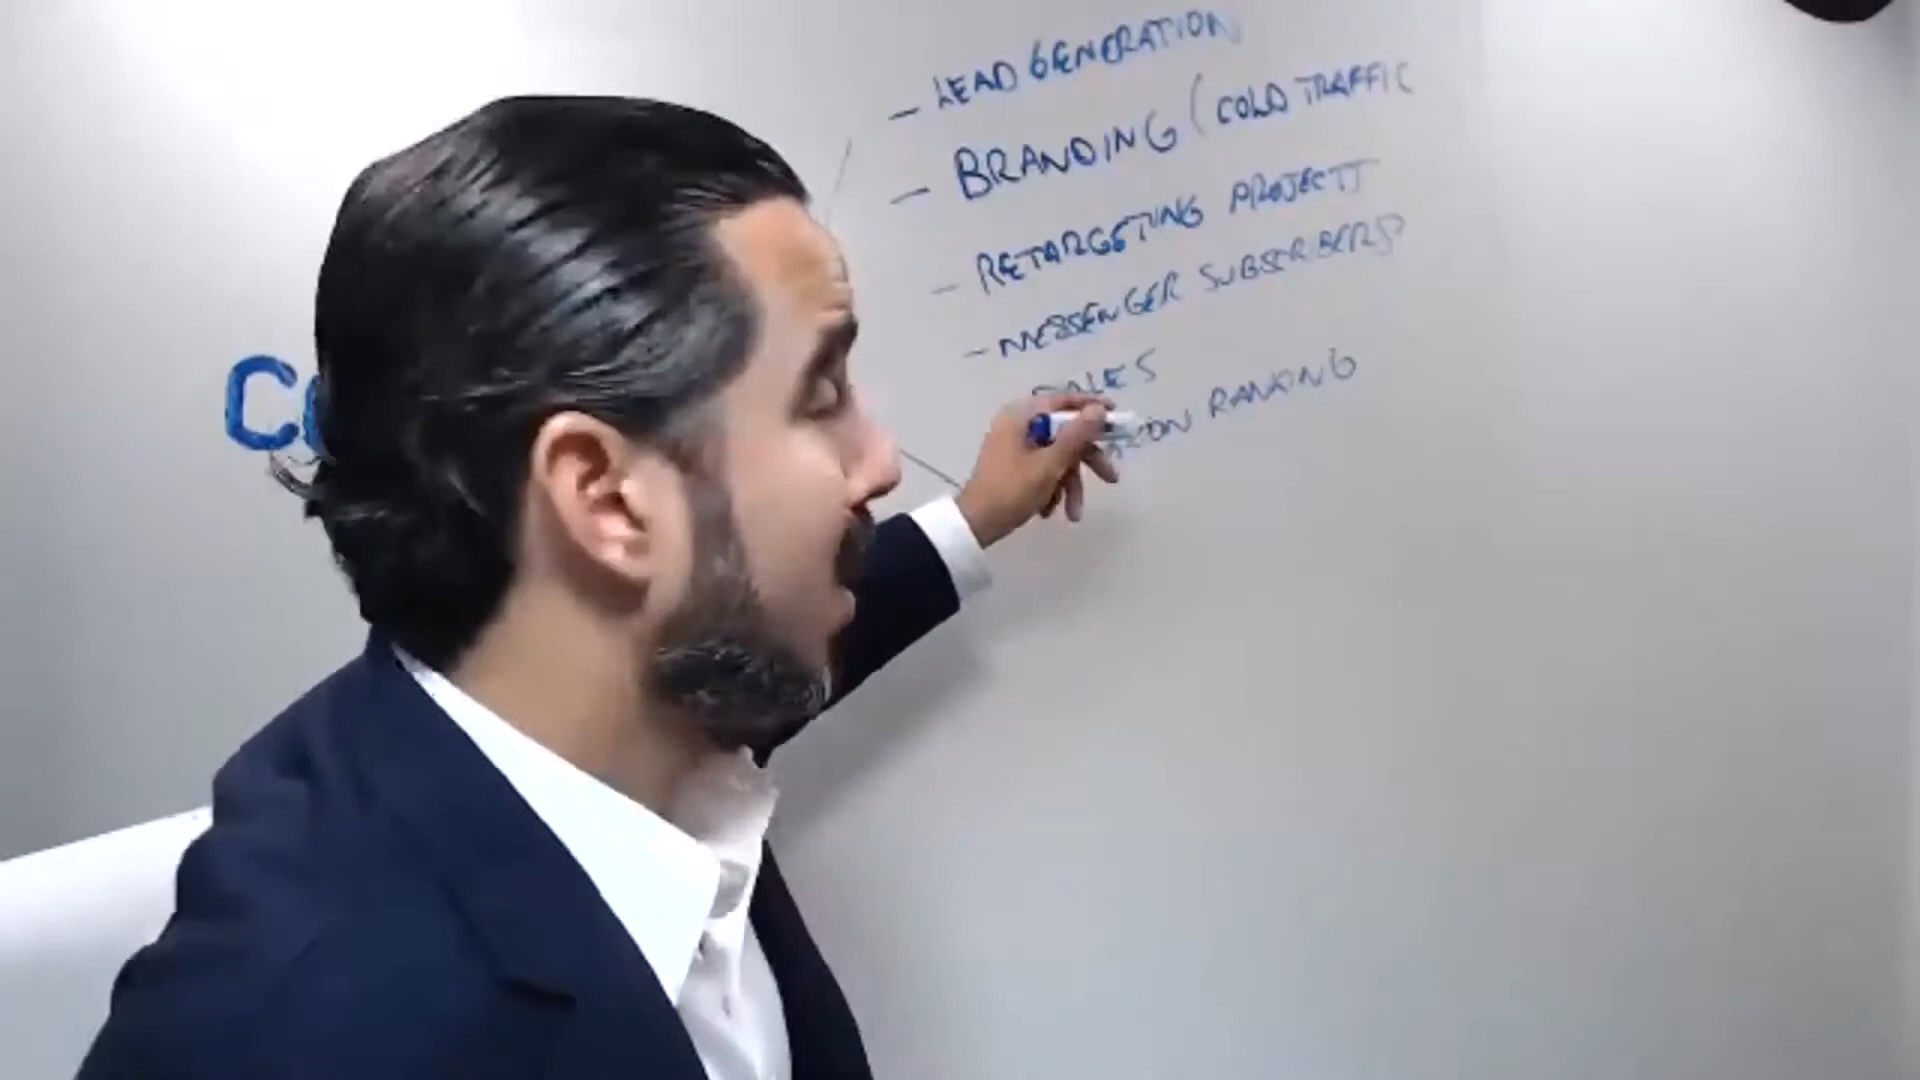 - LEAD GENERATION
- BRANDING (COLD TRAFFIC
- RETARGETING PROJECTS
- MESSENGER SUBSCRIBERS
SALES
RANKING